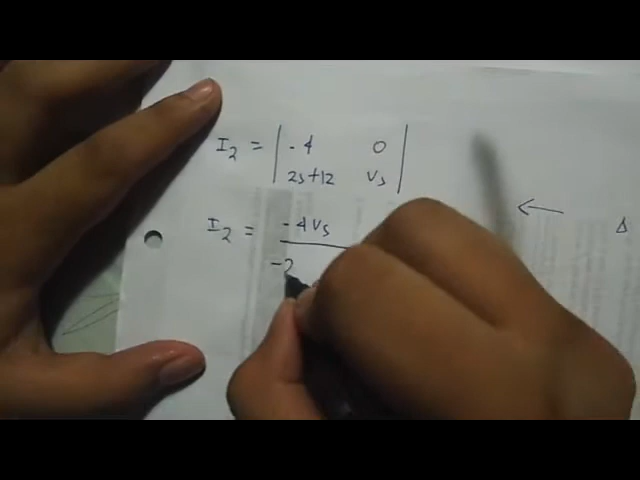 I₂ = | -4 0 |
| 2s+12 Vs |
← Δ
I₂ = -4Vs
-2